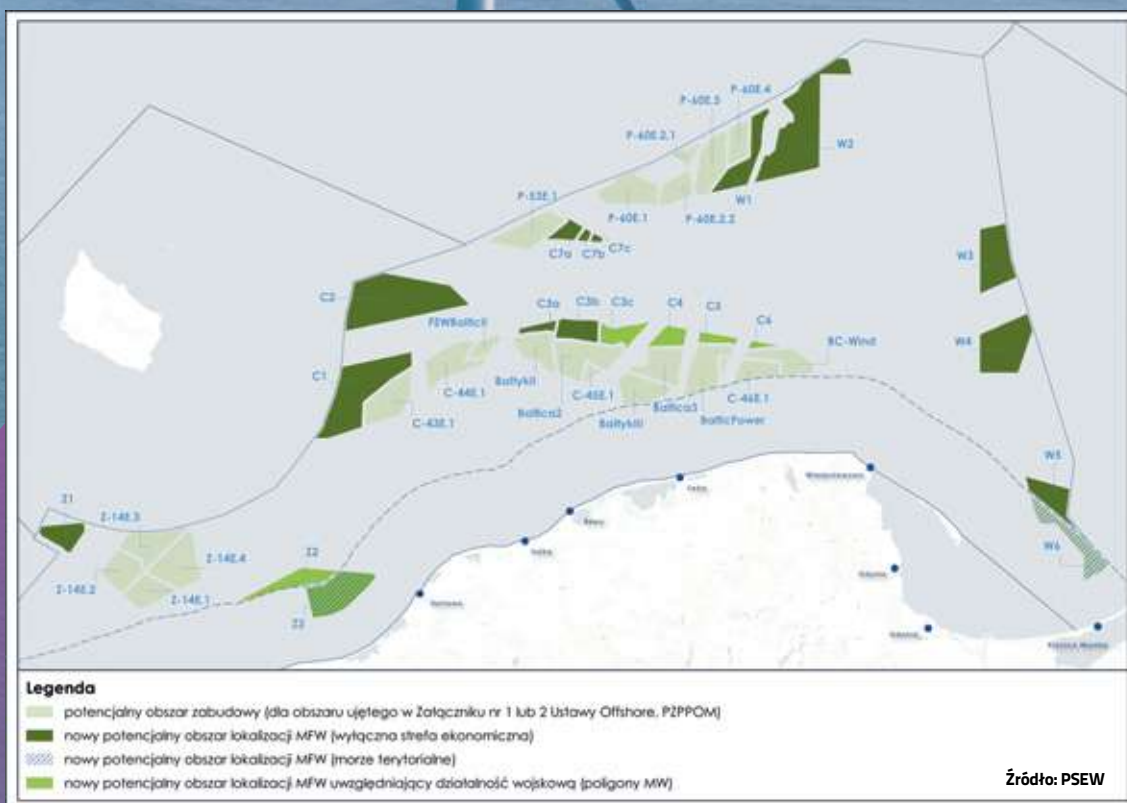 P-60E.4
P-60E.3
P-60E.2.1
W2
P-53E.1
W1
P-60E.1
P-60E.2.2
C7a
C7b
C7c
W3
C2
C3a
C3b
C3c
C4
C5
C6
FEWBalticII
W4
BC-Wind
C1
C-44E.1
BałtykII
C-43E.1
Baltica2
C-45E.1
BałtykIII
Baltica3
BalticPower
C-46E.1
W5
Z1
Z-14E.3
W6
Z-14E.4
Z2
Z-14E.2
Z-14E.1
Z3
Legenda
potencjalny obszar zabudowy (dla obszaru ujętego w Załączniku nr 1 lub 2 Ustawy Offshore, PZPPOM)
nowy potencjalny obszar lokalizacji MFW (wyłączna strefa ekonomiczna)
nowy potencjalny obszar lokalizacji MFW (morze terytorialne)
nowy potencjalny obszar lokalizacji MFW uwzględniający działalność wojskową (poligony MW)
Źródło: PSEW